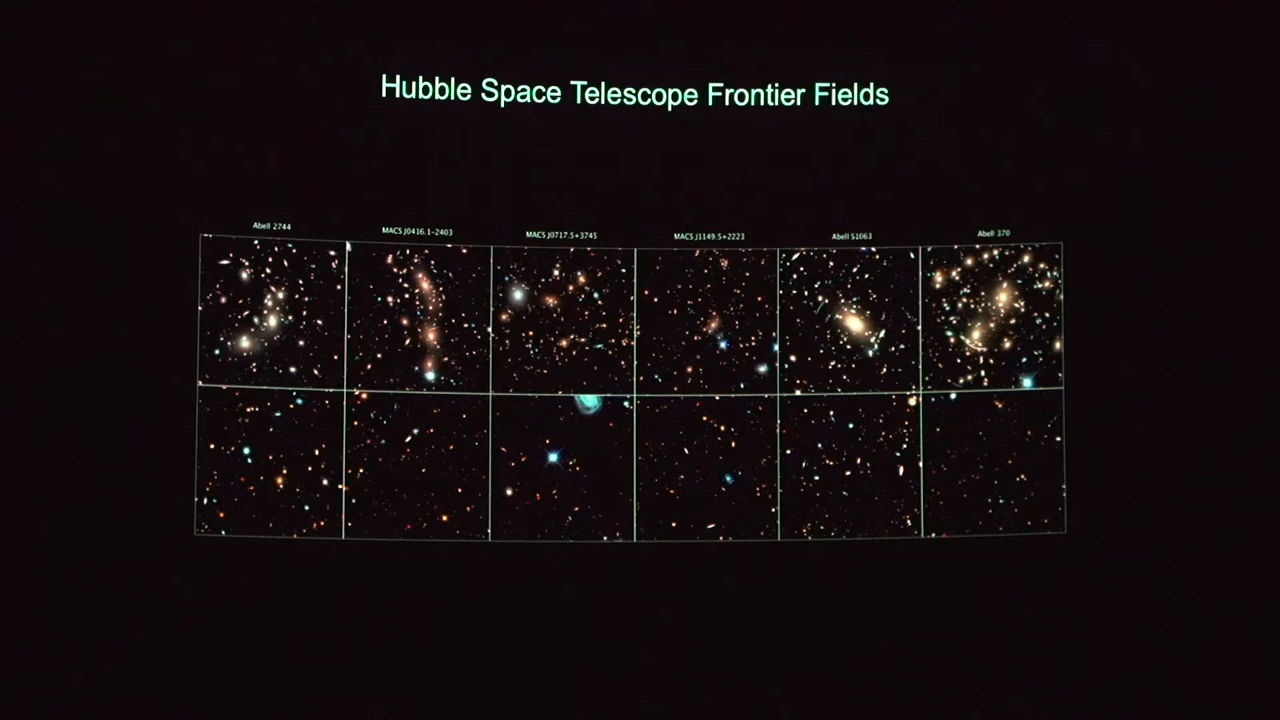 Hubble Space Telescope Frontier Fields
Abell 2744
MACS J0416.1–2403
MACS J0717.5+3745
MACS J1149.5+2223
Abell S1063
Abell 370